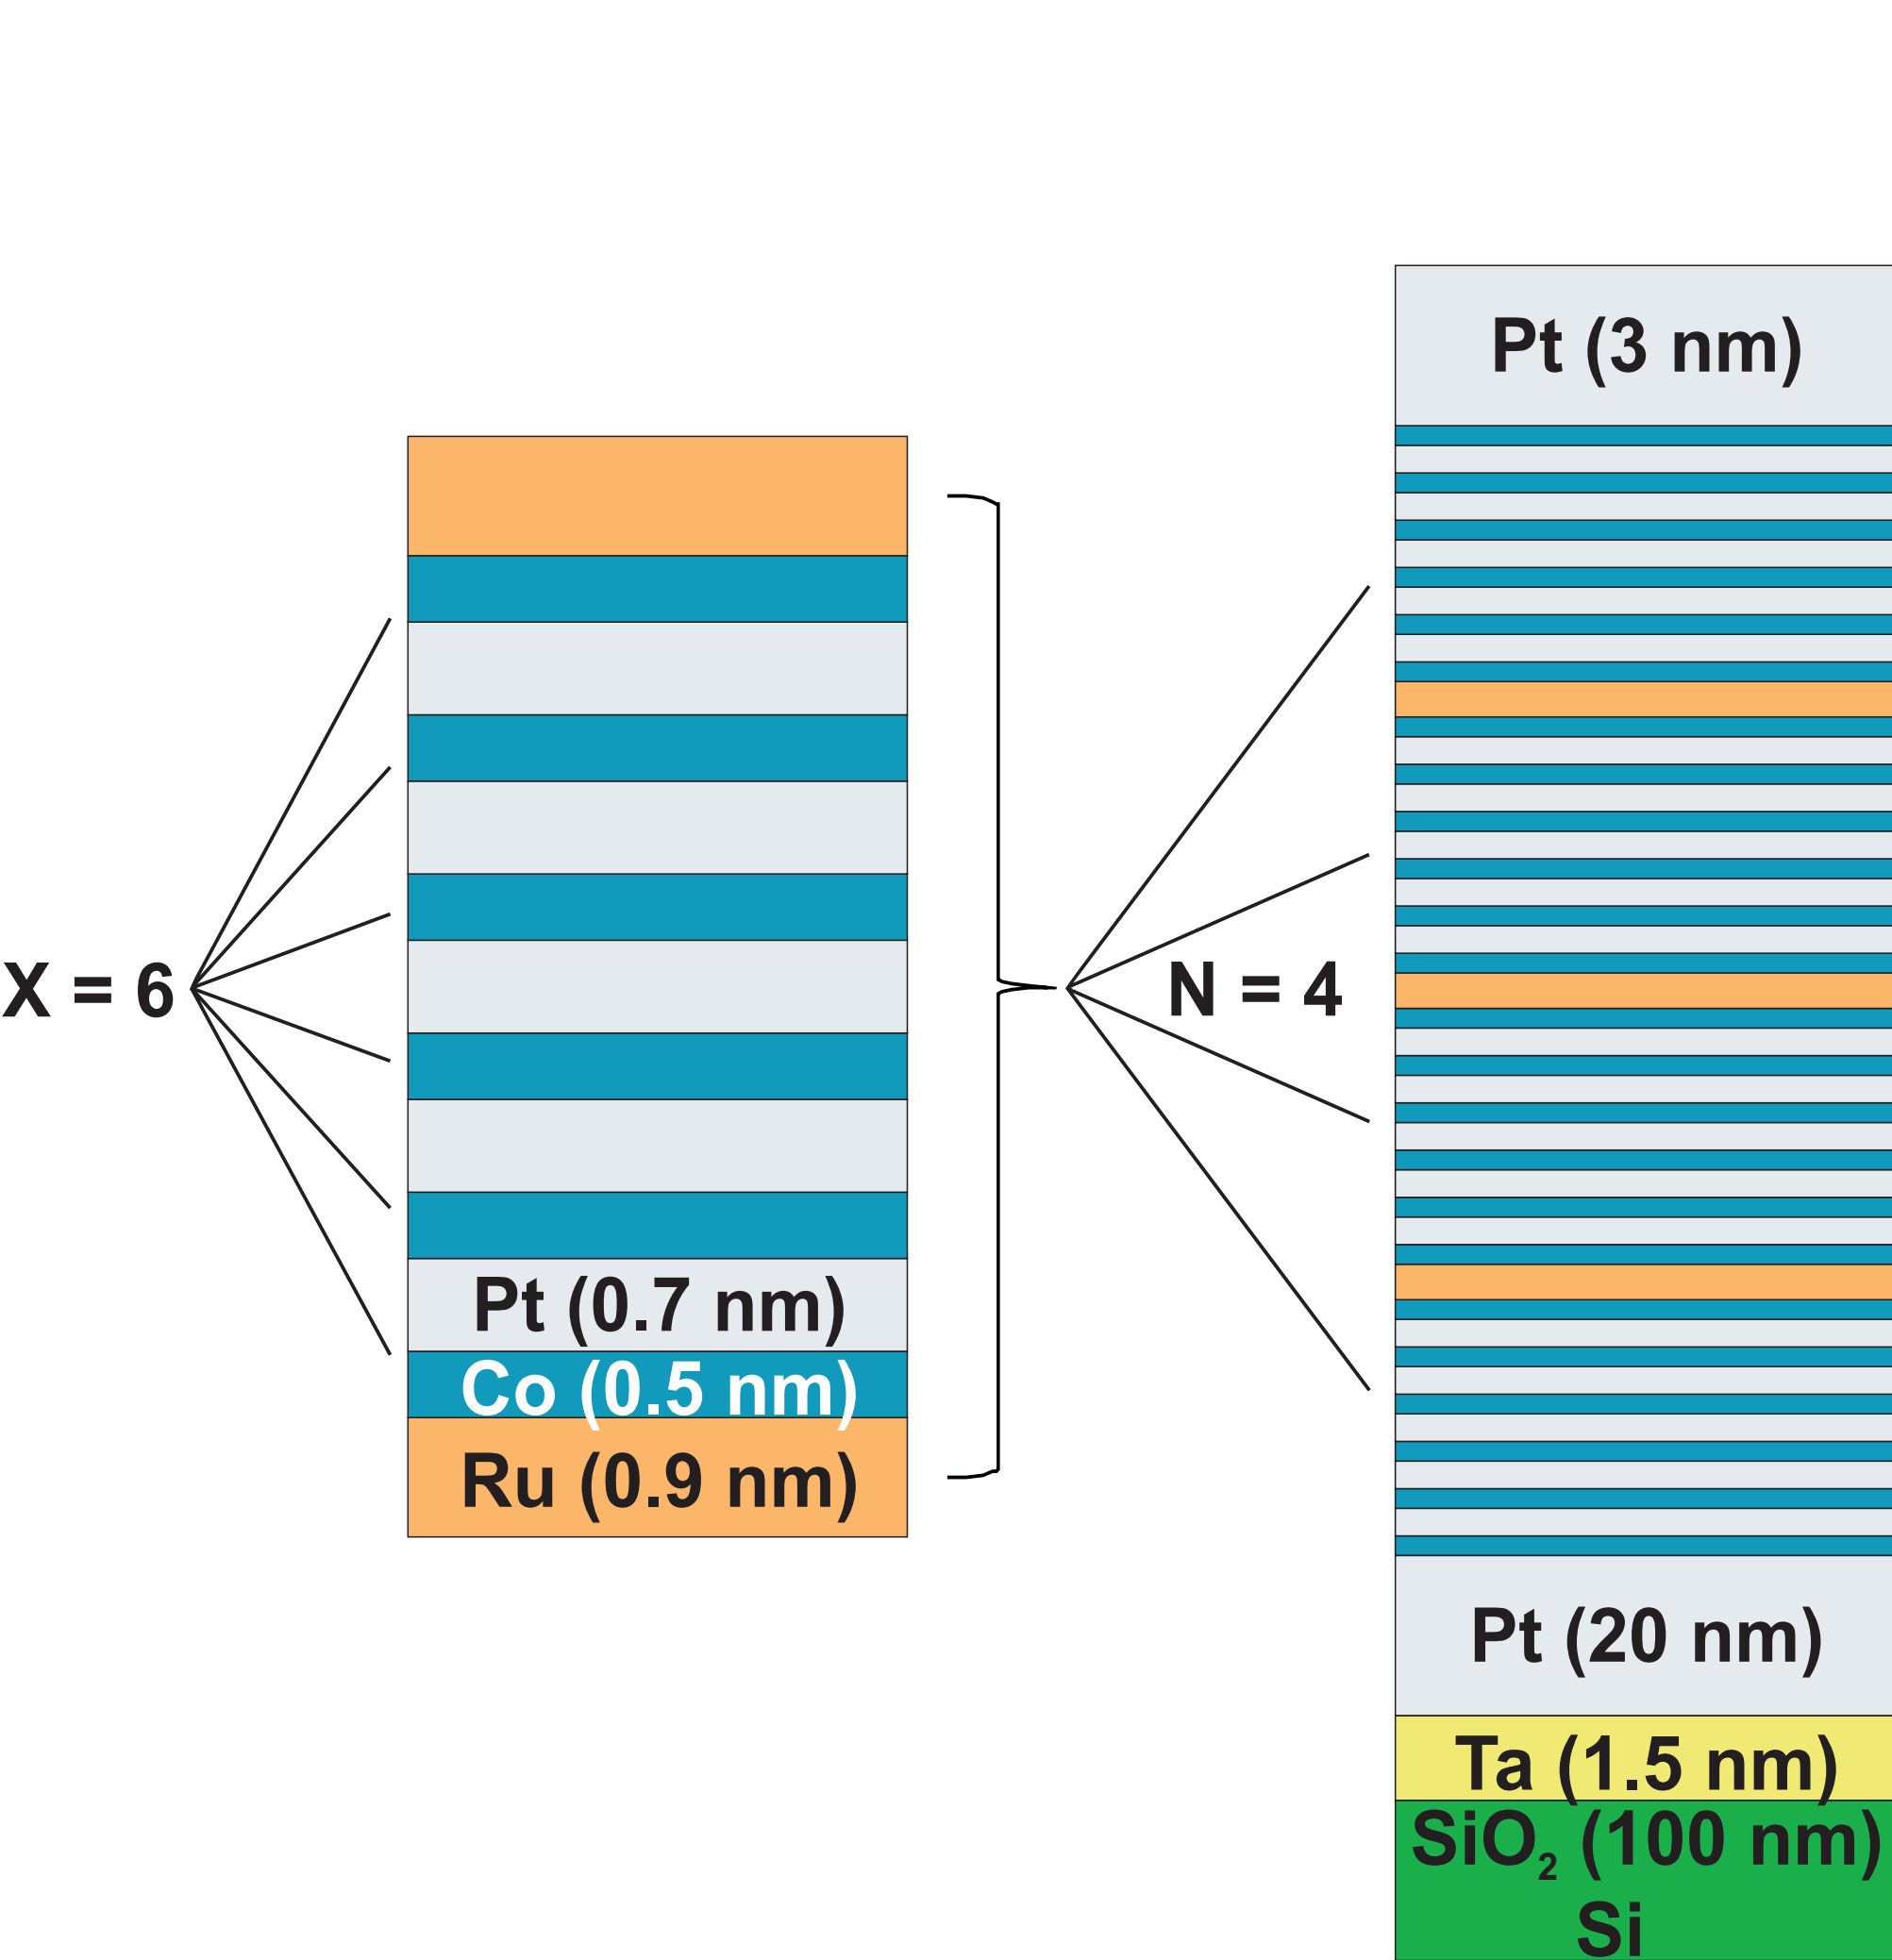 X = 6
Pt (0.7 nm)
Co (0.5 nm)
Ru (0.9 nm)
N = 4
Pt (3 nm)
Pt (20 nm)
Ta (1.5 nm)
SiO₂ (100 nm)
Si